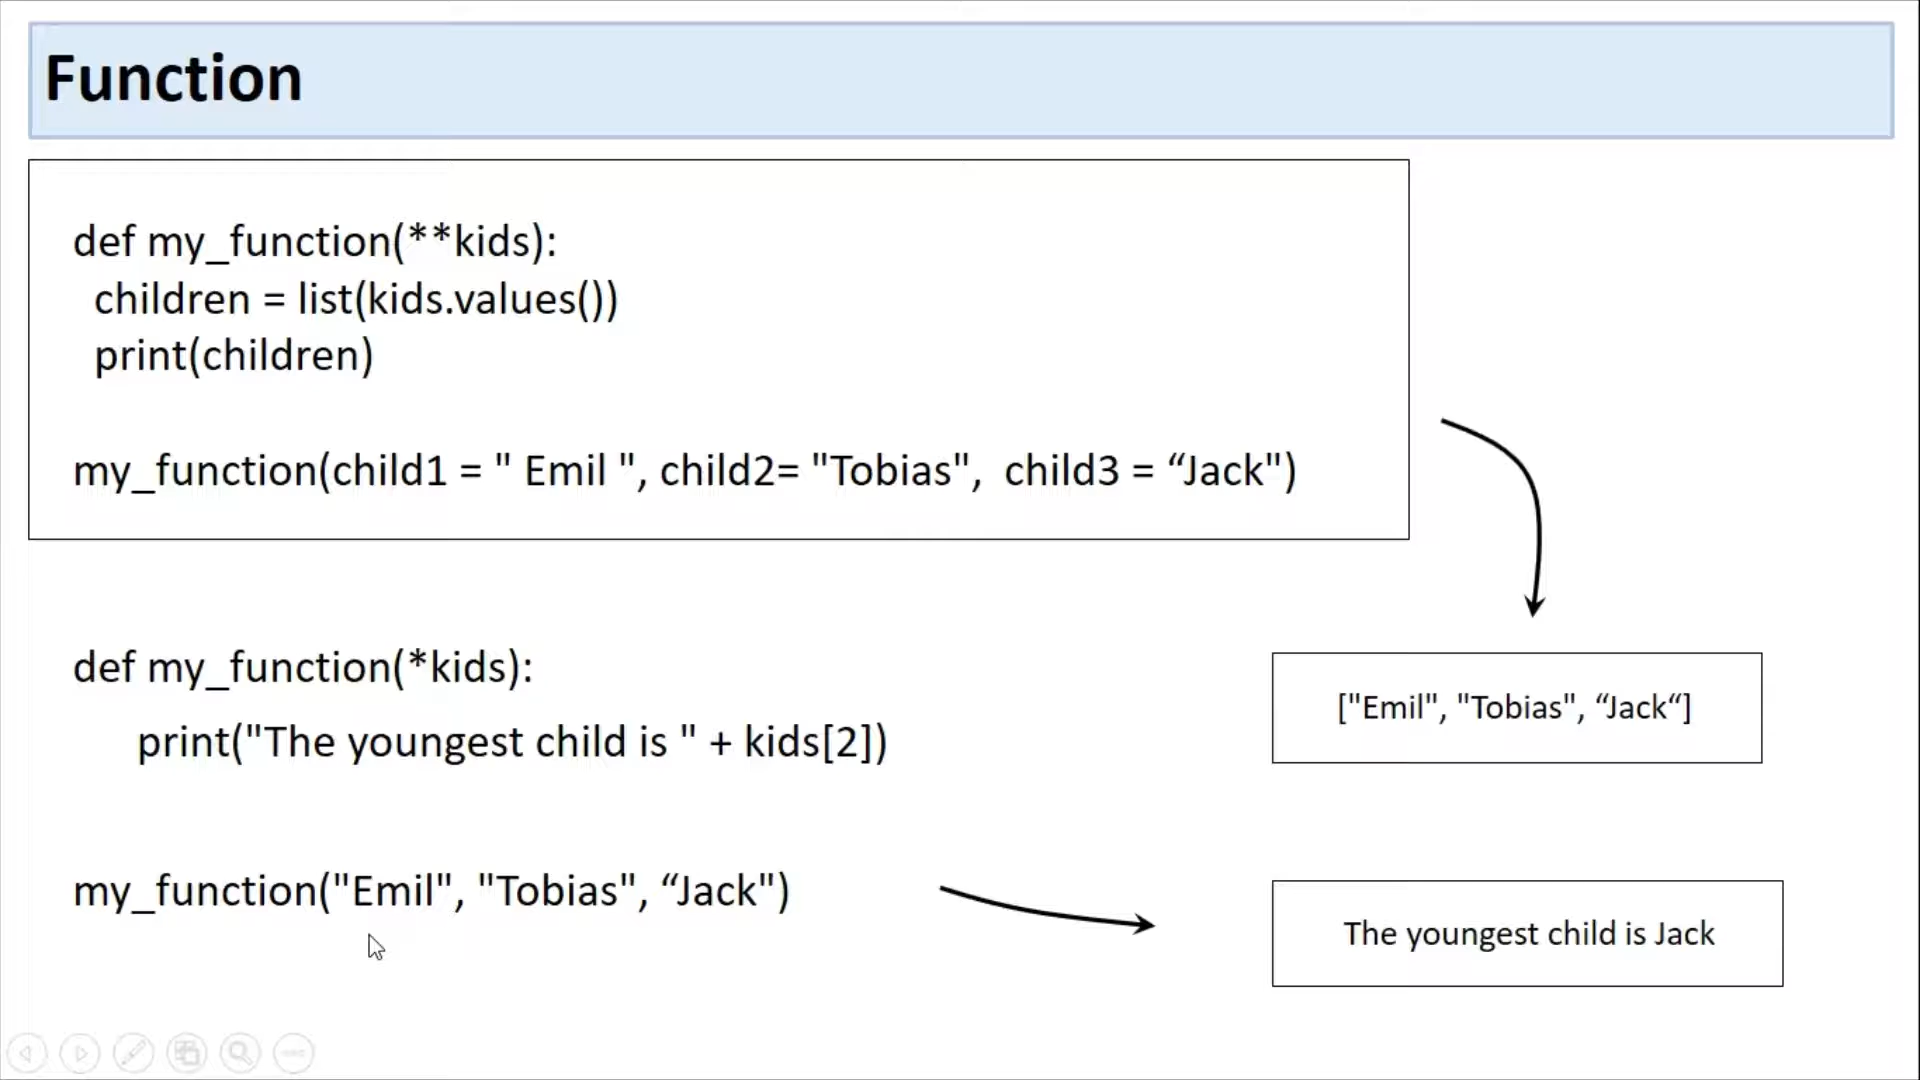 Function
def my_function(**kids):
children = list(kids.values())
print(children)
my_function(child1 = " Emil ", child2= "Tobias",  child3 = “Jack")
def my_function(*kids):
print("The youngest child is " + kids[2])
my_function("Emil", "Tobias", “Jack")
["Emil", "Tobias", “Jack“]
The youngest child is Jack